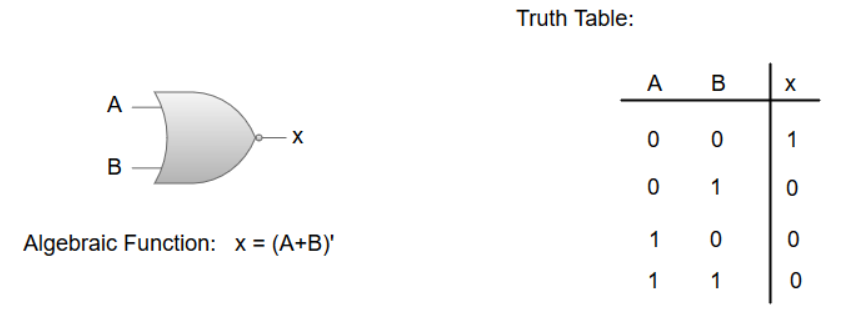 Truth Table:
A B x
A
x
B
0 0 1
0 1 0
Algebraic Function: x = (A+B)'
1 0 0
1 1 0